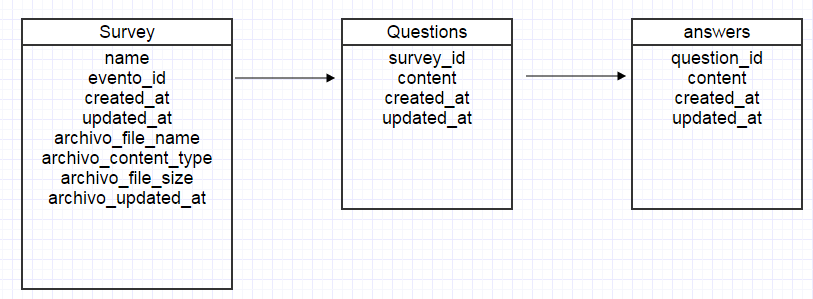 Survey
name
evento_id
created_at
updated_at
archivo_file_name
archivo_content_type
archivo_file_size
archivo_updated_at
Questions
survey_id
content
created_at
updated_at
answers
question_id
content
created_at
updated_at